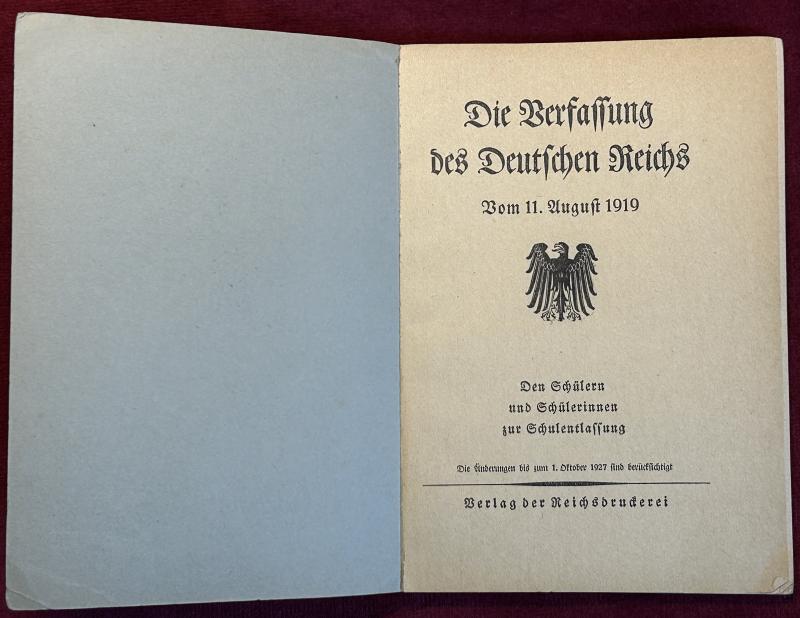 Die Verfaſſung
des Deutſchen Reichs
Vom 11. Auguſt 1919
Den Schülern
und Schülerinnen
zur Schulentlaſſung
Die Änderungen bis zum 1. Oktober 1927 ſind berückſichtigt
Verlag der Reichsdruckerei